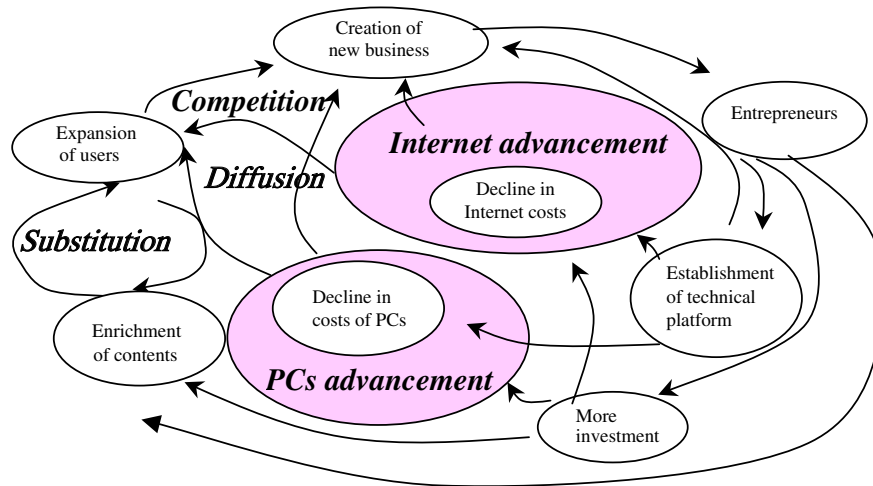 Creation of
new business
Competition
Entrepreneurs
Expansion
of users
Internet advancement
Diffusion
Decline in
Internet costs
Substitution
Establishment
of technical
platform
Decline in
costs of PCs
Enrichment
of contents
PCs advancement
More
investment